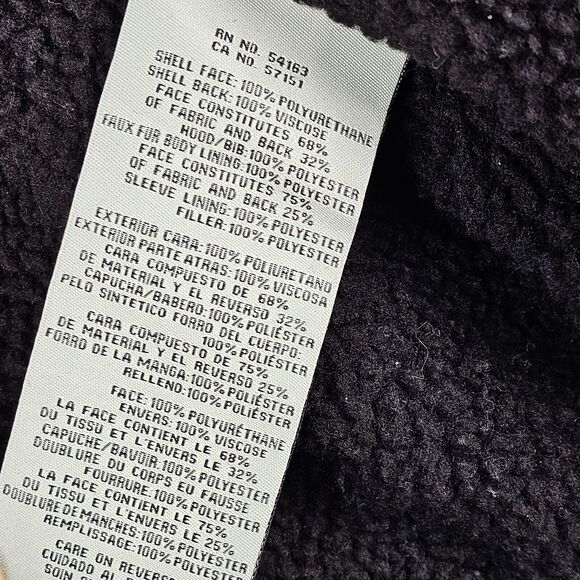 RN NO. 54163
CA NO. 57151
SHELL FACE:100% POLYURETHANE
SHELL BACK:100% VISCOSE
FACE CONSTITUTES 68%
OF FABRIC AND BACK 32%
HOOD/BIB:100% POLYESTER
FAUX FUR BODY LINING:100% POLYESTER
FACE CONSTITUTES 75%
OF FABRIC AND BACK 25%
SLEEVE LINING:100% POLYESTER
FILLER:100% POLYESTER
EXTERIOR CARA:100% POLIURETANO
EXTERIOR PARTE ATRAS:100% VISCOSA
CARA COMPUESTO DE 68%
DE MATERIAL Y EL REVERSO 32%
CAPUCHA/BABERO:100% POLIÉSTER
PELO SINTETICO FORRO DEL CUERPO:
100% POLIÉSTER
CARA COMPUESTO DE 75%
DE MATERIAL Y EL REVERSO 25%
FORRO DE LA MANGA:100% POLIÉSTER
RELLENO:100% POLIÉSTER
FACE:100% POLYURÉTHANE
ENVERS:100% VISCOSE
LA FACE CONTIENT LE 68%
DU TISSU ET L'ENVERS LE 32%
CAPUCHE/BAVOIR:100% POLYESTER
DOUBLURE DU CORPS EU FAUSSE
FOURRURE:100% POLYESTER
LA FACE CONTIENT LE 75%
DU TISSU ET L'ENVERS LE 25%
DOUBLURE DE MANCHES:100% POLYESTER
REMPLISSAGE:100% POLYESTER
CARE ON REVERS
CUIDADO AL
SOIN